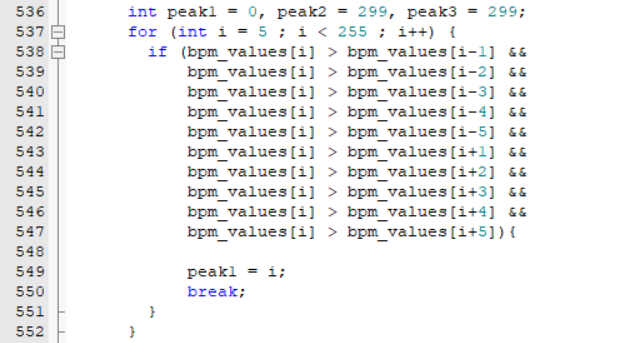 536 int peak1 = 0, peak2 = 299, peak3 = 299;
537 for (int i = 5 ; i < 255 ; i++) {
538 if (bpm_values[i] > bpm_values[i-1] &&
539 bpm_values[i] > bpm_values[i-2] &&
540 bpm_values[i] > bpm_values[i-3] &&
541 bpm_values[i] > bpm_values[i-4] &&
542 bpm_values[i] > bpm_values[i-5] &&
543 bpm_values[i] > bpm_values[i+1] &&
544 bpm_values[i] > bpm_values[i+2] &&
545 bpm_values[i] > bpm_values[i+3] &&
546 bpm_values[i] > bpm_values[i+4] &&
547 bpm_values[i] > bpm_values[i+5]){
548
549 peak1 = i;
550 break;
551 }
552 }